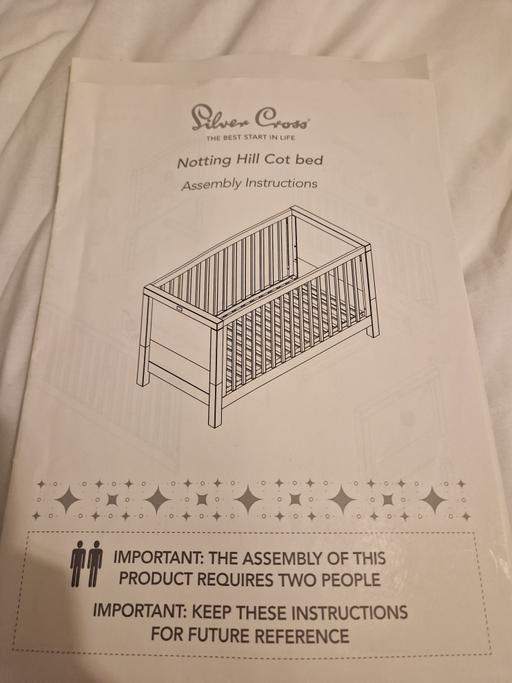 Silver Cross
THE BEST START IN LIFE
Notting Hill Cot bed
Assembly Instructions
IMPORTANT: THE ASSEMBLY OF THIS
PRODUCT REQUIRES TWO PEOPLE
IMPORTANT: KEEP THESE INSTRUCTIONS
FOR FUTURE REFERENCE